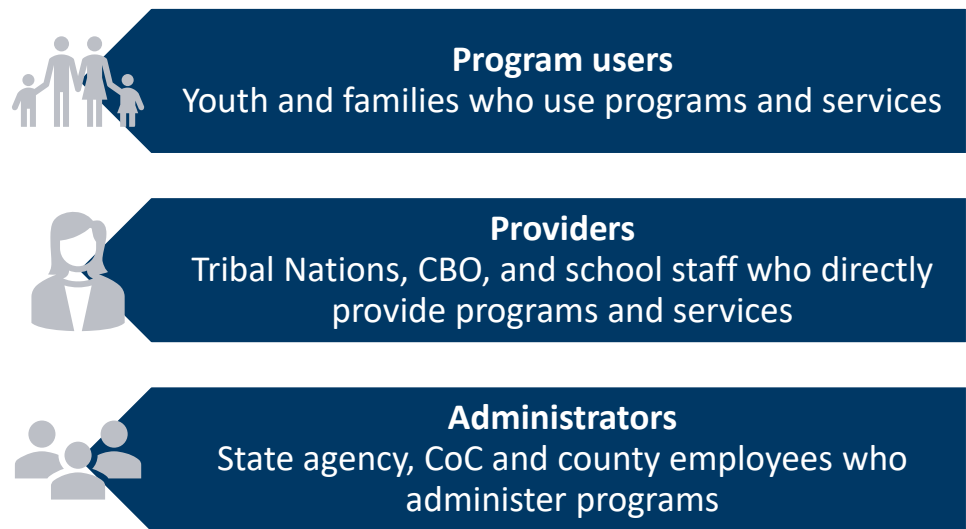 Program users
Youth and families who use programs and services
Providers
Tribal Nations, CBO, and school staff who directly
provide programs and services
Administrators
State agency, CoC and county employees who
administer programs